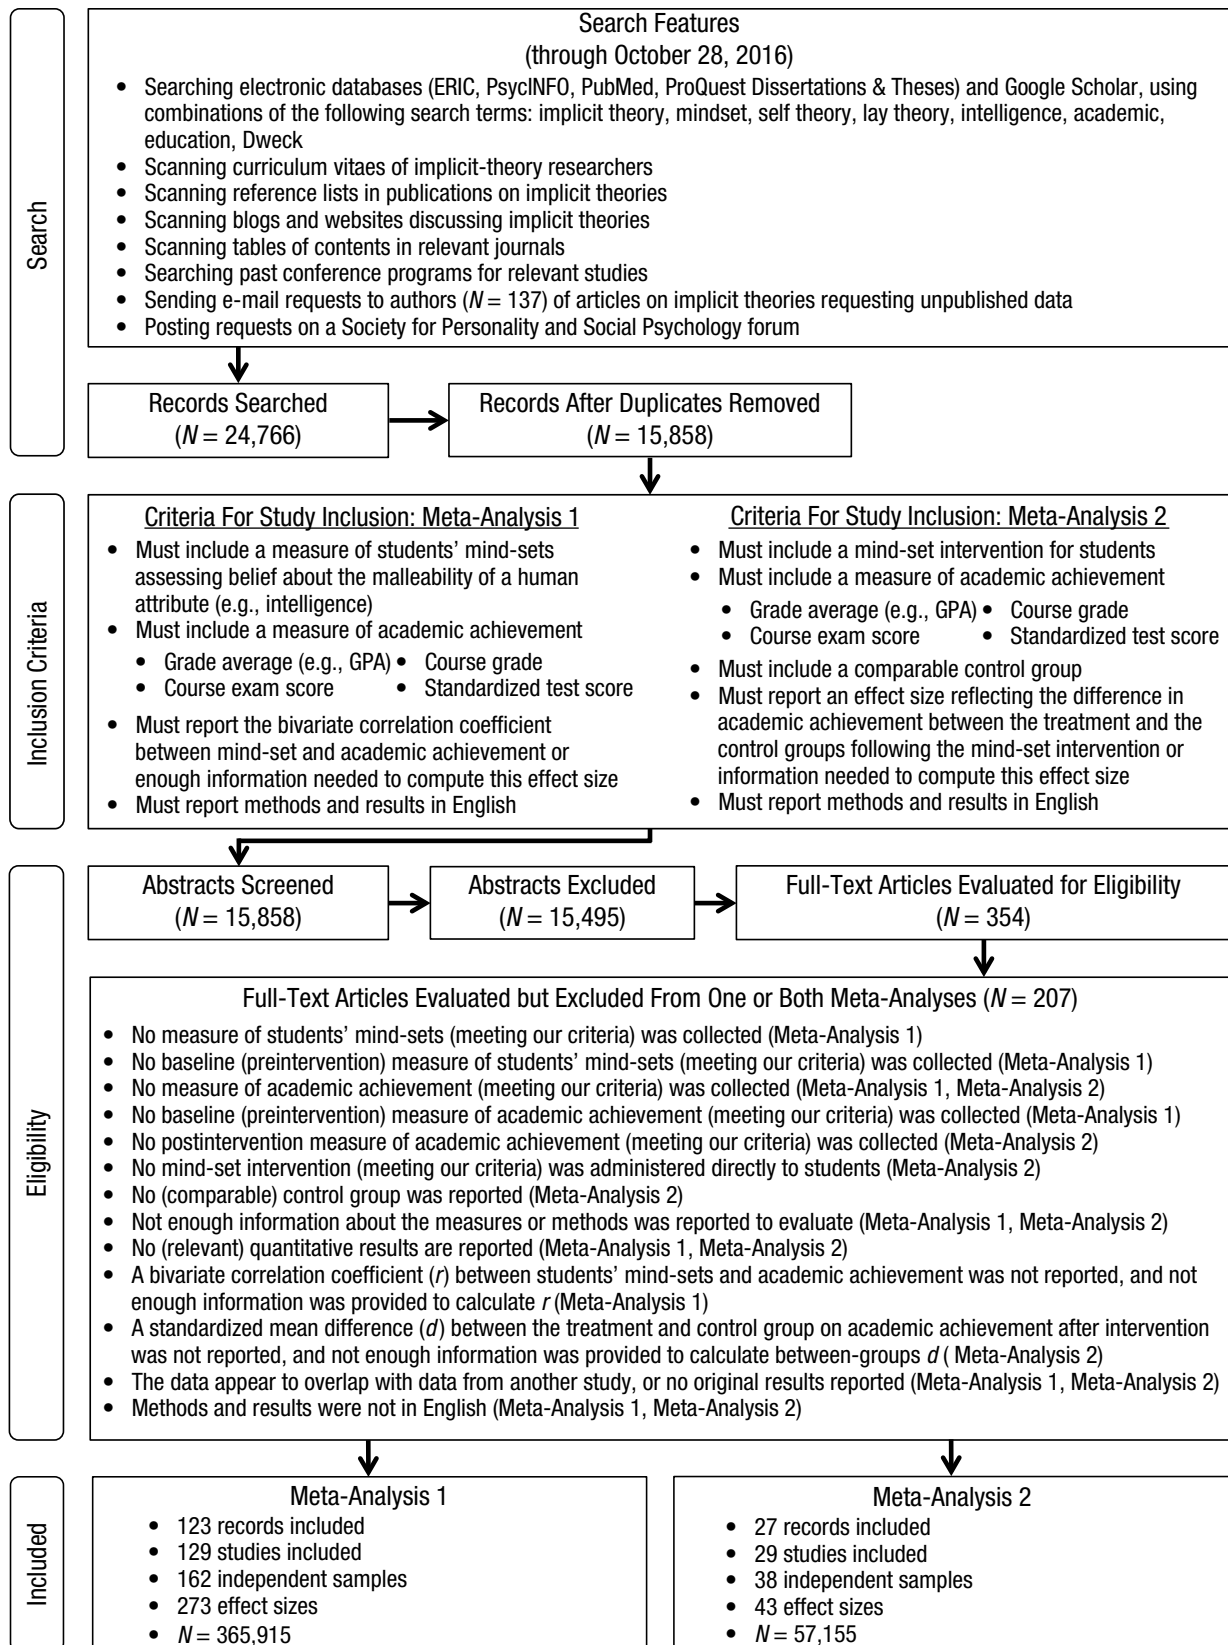 Search
Search Features
(through October 28, 2016)
• Searching electronic databases (ERIC, PsycINFO, PubMed, ProQuest Dissertations & Theses) and Google Scholar, using
combinations of the following search terms: implicit theory, mindset, self theory, lay theory, intelligence, academic,
education, Dweck
• Scanning curriculum vitaes of implicit-theory researchers
• Scanning reference lists in publications on implicit theories
• Scanning blogs and websites discussing implicit theories
• Scanning tables of contents in relevant journals
• Searching past conference programs for relevant studies
• Sending e-mail requests to authors (N = 137) of articles on implicit theories requesting unpublished data
• Posting requests on a Society for Personality and Social Psychology forum
Records Searched
(N = 24,766)
Records After Duplicates Removed
(N = 15,858)
Inclusion Criteria
Criteria For Study Inclusion: Meta-Analysis 1
• Must include a measure of students’ mind-sets
assessing belief about the malleability of a human
attribute (e.g., intelligence)
• Must include a measure of academic achievement
• Grade average (e.g., GPA) • Course grade
• Course exam score • Standardized test score
• Must report the bivariate correlation coefficient
between mind-set and academic achievement or
enough information needed to compute this effect size
• Must report methods and results in English
Criteria For Study Inclusion: Meta-Analysis 2
• Must include a mind-set intervention for students
• Must include a measure of academic achievement
• Grade average (e.g., GPA) • Course grade
• Course exam score • Standardized test score
• Must include a comparable control group
• Must report an effect size reflecting the difference in
academic achievement between the treatment and the
control groups following the mind-set intervention or
information needed to compute this effect size
• Must report methods and results in English
Eligibility
Abstracts Screened
(N = 15,858)
Abstracts Excluded
(N = 15,495)
Full-Text Articles Evaluated for Eligibility
(N = 354)
Full-Text Articles Evaluated but Excluded From One or Both Meta-Analyses (N = 207)
• No measure of students’ mind-sets (meeting our criteria) was collected (Meta-Analysis 1)
• No baseline (preintervention) measure of students’ mind-sets (meeting our criteria) was collected (Meta-Analysis 1)
• No measure of academic achievement (meeting our criteria) was collected (Meta-Analysis 1, Meta-Analysis 2)
• No baseline (preintervention) measure of academic achievement (meeting our criteria) was collected (Meta-Analysis 1)
• No postintervention measure of academic achievement (meeting our criteria) was collected (Meta-Analysis 2)
• No mind-set intervention (meeting our criteria) was administered directly to students (Meta-Analysis 2)
• No (comparable) control group was reported (Meta-Analysis 2)
• Not enough information about the measures or methods was reported to evaluate (Meta-Analysis 1, Meta-Analysis 2)
• No (relevant) quantitative results are reported (Meta-Analysis 1, Meta-Analysis 2)
• A bivariate correlation coefficient (r) between students’ mind-sets and academic achievement was not reported, and not
enough information was provided to calculate r (Meta-Analysis 1)
• A standardized mean difference (d) between the treatment and control group on academic achievement after intervention
was not reported, and not enough information was provided to calculate between-groups d ( Meta-Analysis 2)
• The data appear to overlap with data from another study, or no original results reported (Meta-Analysis 1, Meta-Analysis 2)
• Methods and results were not in English (Meta-Analysis 1, Meta-Analysis 2)
Included
Meta-Analysis 1
• 123 records included
• 129 studies included
• 162 independent samples
• 273 effect sizes
• N = 365,915
Meta-Analysis 2
• 27 records included
• 29 studies included
• 38 independent samples
• 43 effect sizes
• N = 57,155